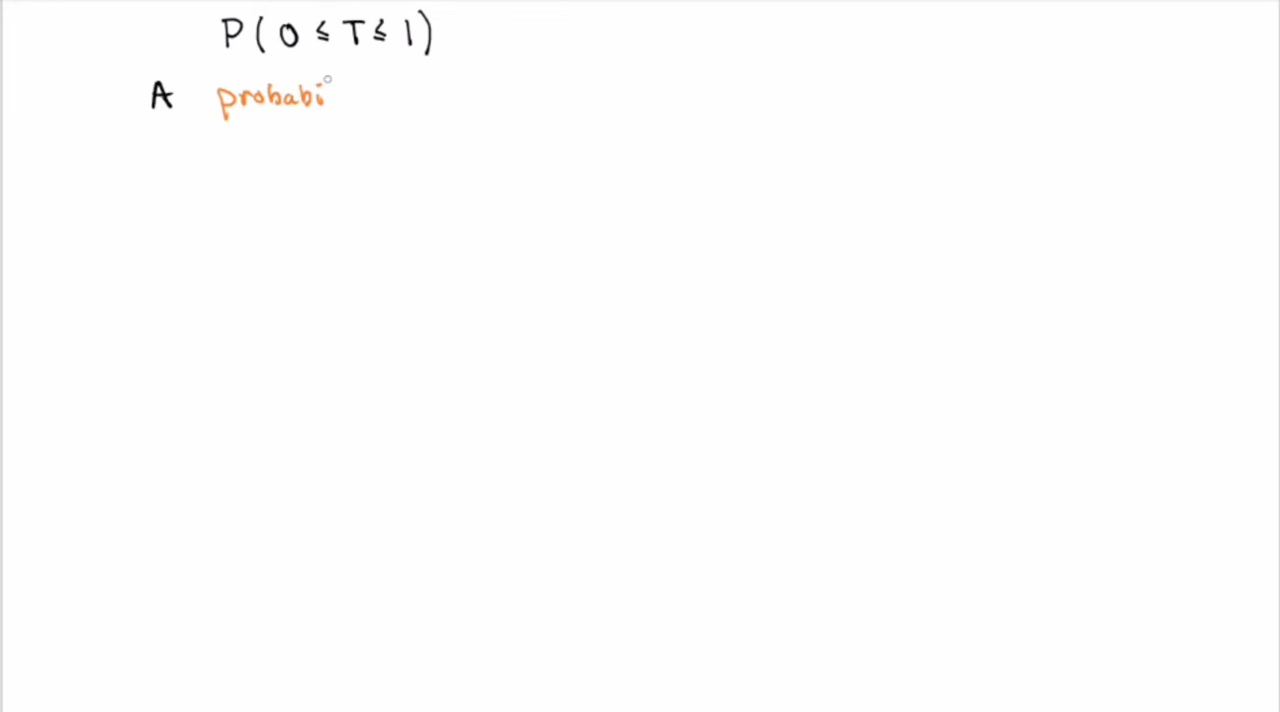 P(0 ≤ T ≤ 1)
A probabi